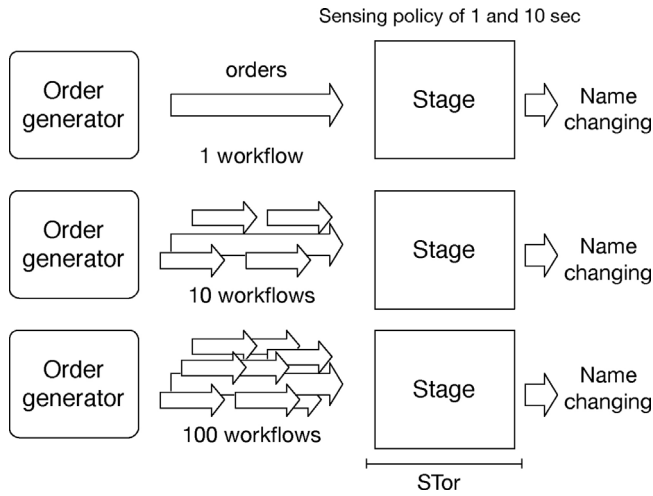 Sensing policy of 1 and 10 sec
Order
generator
orders
1 workflow
Stage
Name
changing
Order
generator
10 workflows
Stage
Name
changing
Order
generator
100 workflows
Stage
Name
changing
STor